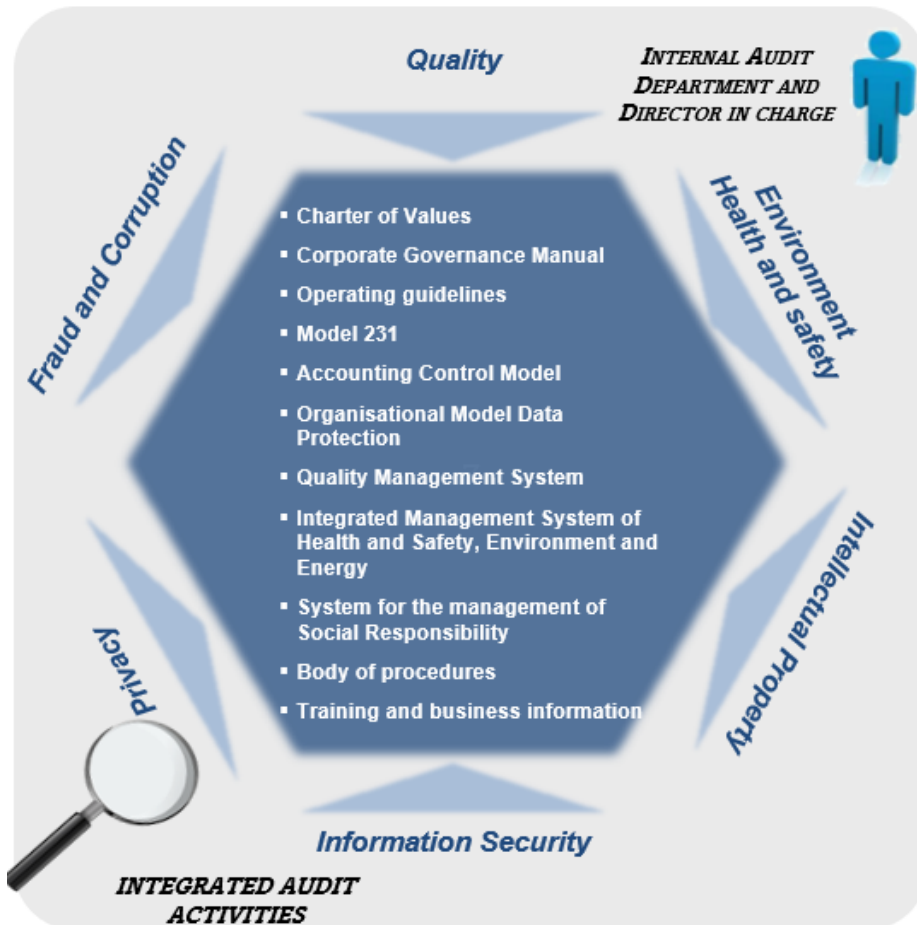 Quality
INTERNAL AUDIT
DEPARTMENT AND
DIRECTOR IN CHARGE
Fraud and Corruption
Environment
Health and safety
▪ Charter of Values
▪ Corporate Governance Manual
▪ Operating guidelines
▪ Model 231
▪ Accounting Control Model
▪ Organisational Model Data
Protection
▪ Quality Management System
▪ Integrated Management System of
Health and Safety, Environment and
Energy
▪ System for the management of
Social Responsibility
▪ Body of procedures
▪ Training and business information
Privacy
Intellectual Property
Information Security
INTEGRATED AUDIT
ACTIVITIES